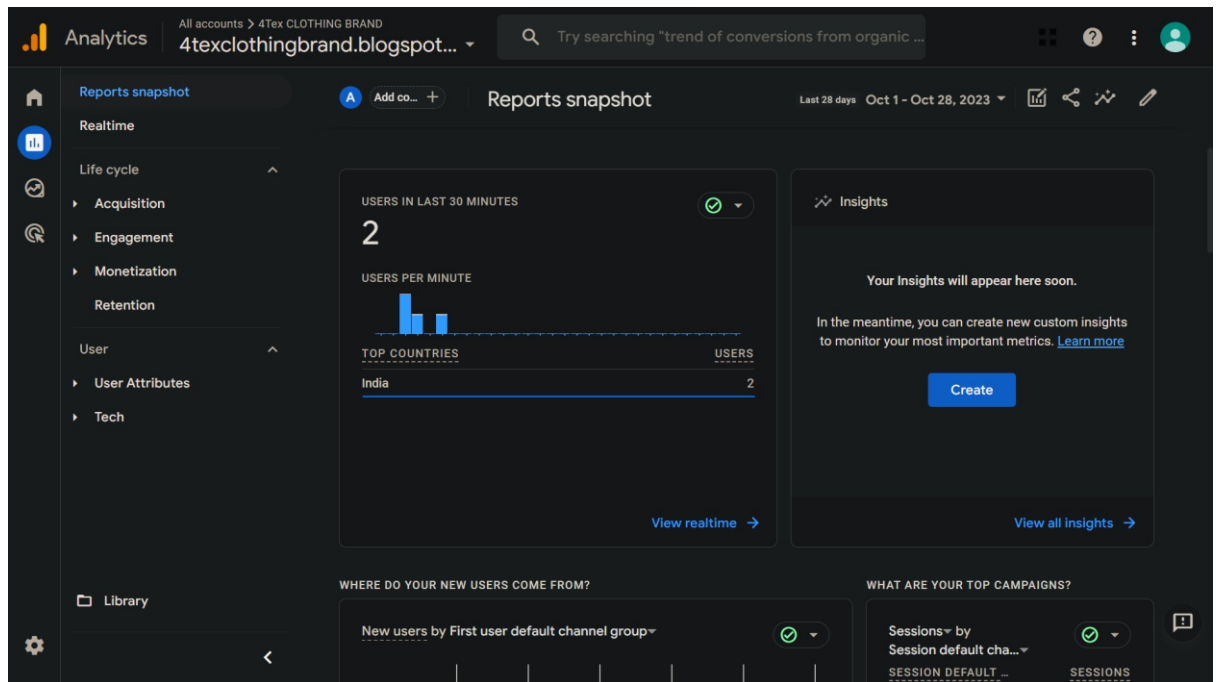 Analytics
All accounts > 4Tex CLOTHING BRAND
4texclothingbrand.blogspot...
Try searching "trend of conversions from organic ...
Reports snapshot
Realtime
Life cycle
Acquisition
Engagement
Monetization
Retention
User
User Attributes
Tech
Library
A
Add co... +
Reports snapshot
Last 28 days Oct 1 - Oct 28, 2023
USERS IN LAST 30 MINUTES
2
USERS PER MINUTE
TOP COUNTRIES USERS
India 2
View realtime
Insights
Your Insights will appear here soon.
In the meantime, you can create new custom insights
to monitor your most important metrics. Learn more
Create
View all insights
WHERE DO YOUR NEW USERS COME FROM?
New users by First user default channel group
WHAT ARE YOUR TOP CAMPAIGNS?
Sessions by
Session default cha...
SESSION DEFAULT ... SESSIONS